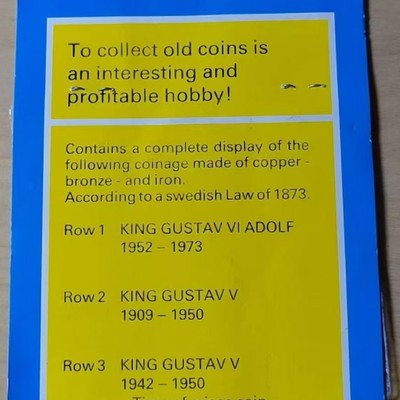 To collect old coins is
an interesting and
profitable hobby!
Contains a complete display of the
following coinage made of copper -
bronze - and iron.
According to a swedish Law of 1873.
Row 1 KING GUSTAV VI ADOLF
1952 – 1973
Row 2 KING GUSTAV V
1909 – 1950
Row 3 KING GUSTAV V
1942 – 1950